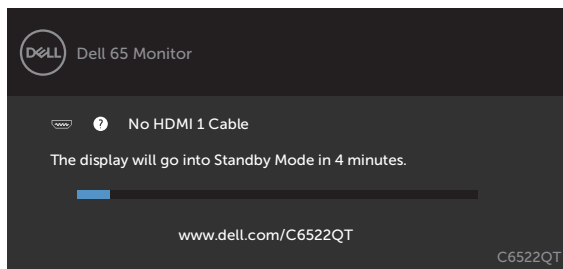 DELL
Dell 65 Monitor
? No HDMI 1 Cable
The display will go into Standby Mode in 4 minutes.
www.dell.com/C6522QT
C6522QT